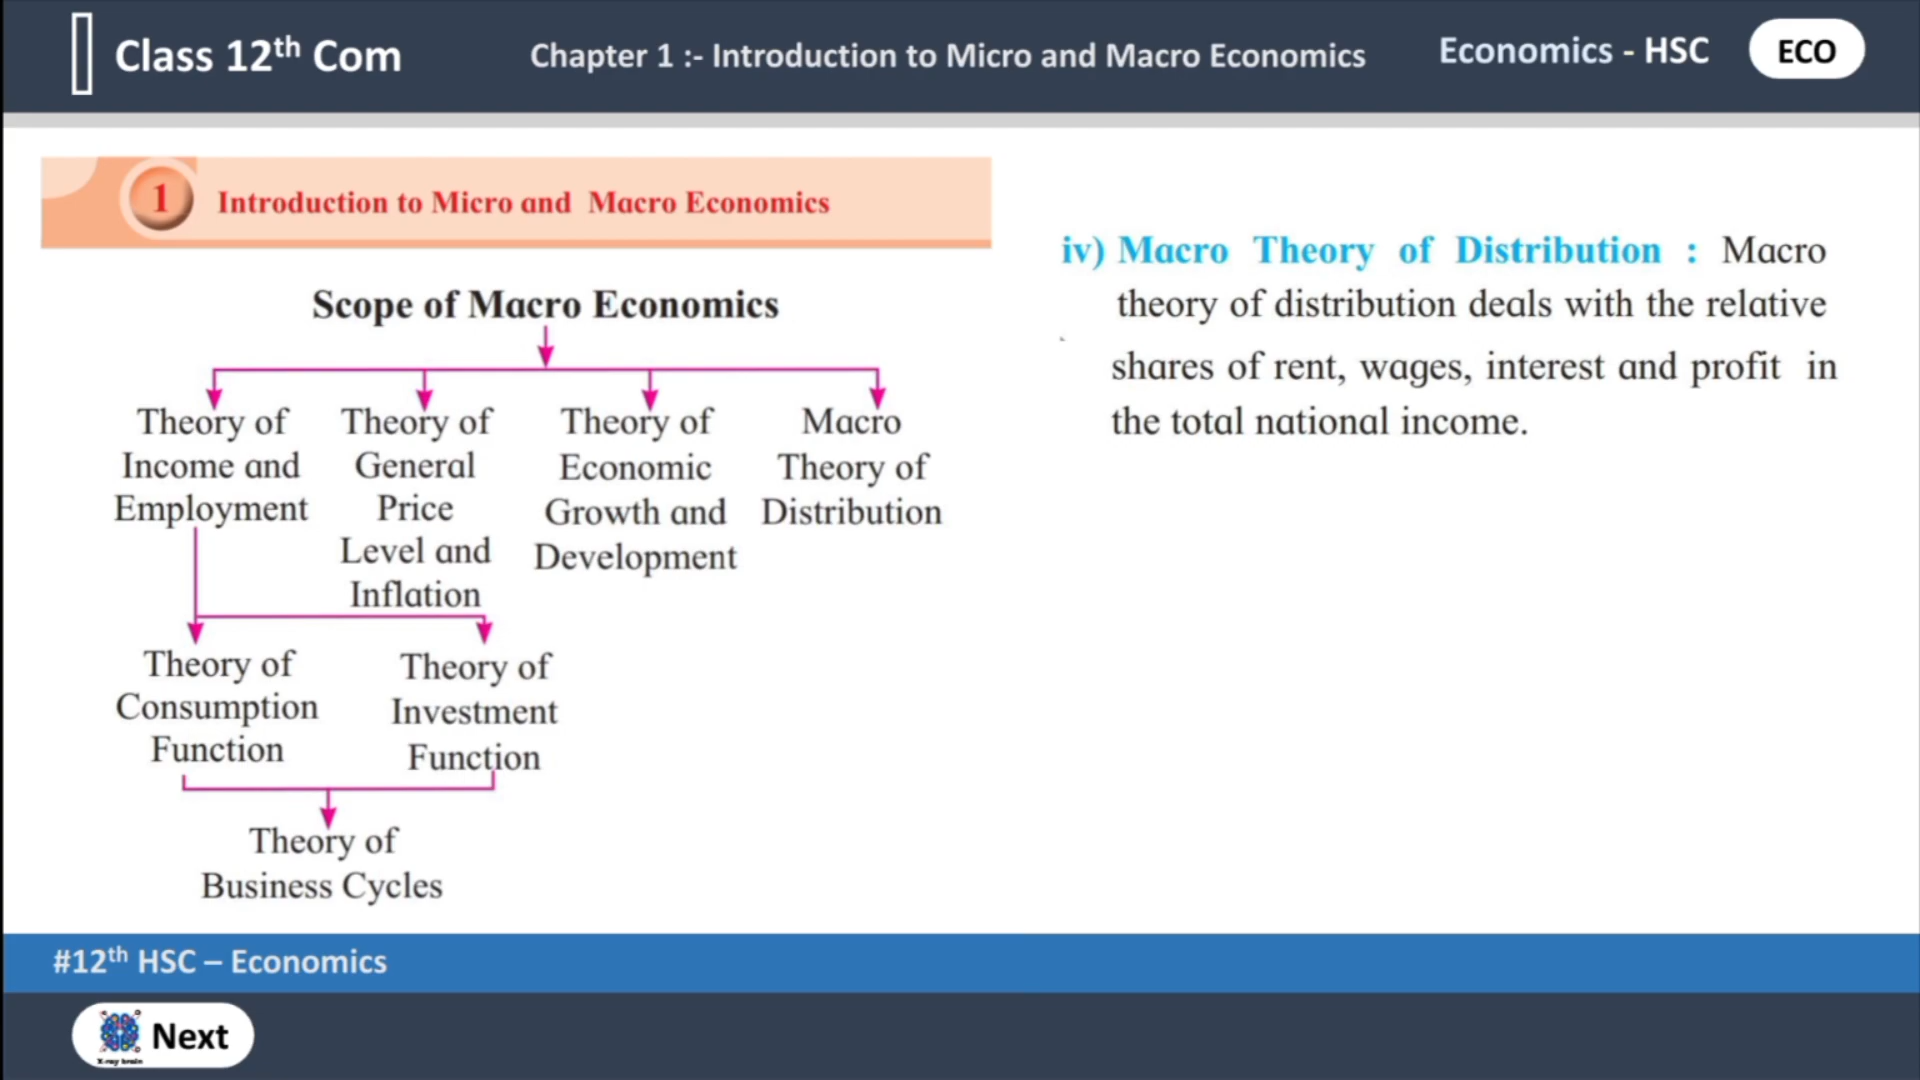 Class 12th Com
Chapter 1 :- Introduction to Micro and Macro Economics
Economics - HSC
ECO
1 Introduction to Micro and Macro Economics
Scope of Macro Economics
Theory of
Income and
Employment
Theory of
General
Price
Level and
Inflation
Theory of
Economic
Growth and
Development
Macro
Theory of
Distribution
Theory of
Consumption
Function
Theory of
Investment
Function
Theory of
Business Cycles
iv) Macro Theory of Distribution : Macro
theory of distribution deals with the relative
shares of rent, wages, interest and profit in
the total national income.
#12th HSC – Economics
Next
X-ray brain